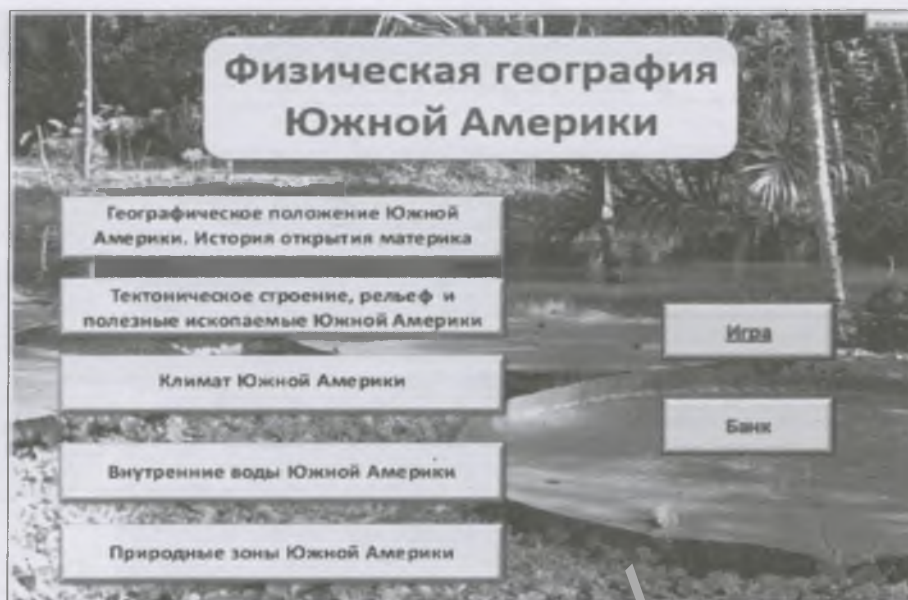 Физическая география
Южной Америки
Географическое положение Южной
Америки. История открытия материка
Тектоническое строение, рельеф и
полезные ископаемые Южной Америки
Климат Южной Америки
Внутренние воды Южной Америки
Природные зоны Южной Америки
Игра
Банк